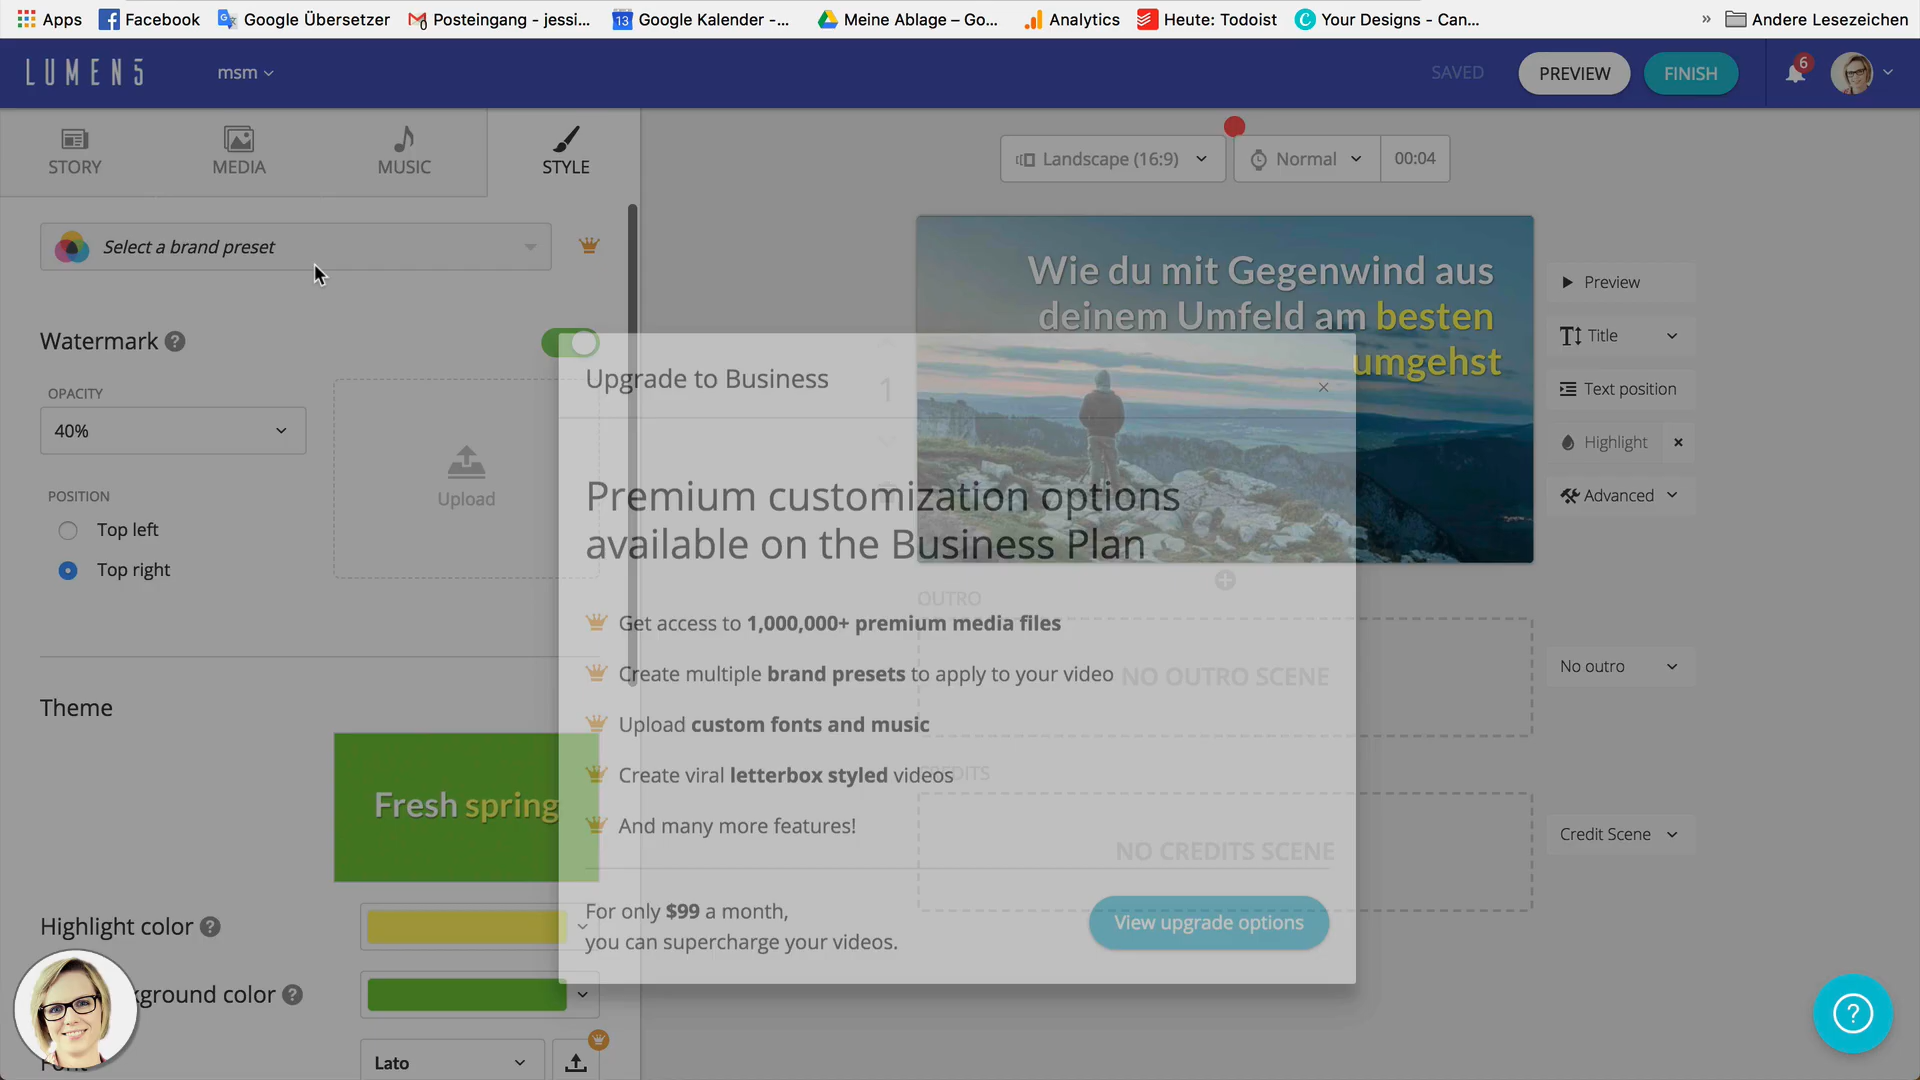 Apps
Facebook
Google Übersetzer
Posteingang - jessi...
13
Google Kalender -...
Meine Ablage – Go...
Analytics
Heute: Todoist
C
Your Designs - Can...
»
Andere Lesezeichen
LUMEN5
msm
SAVED
PREVIEW
FINISH
6
STORY
MEDIA
MUSIC
STYLE
Landscape (16:9)
Normal
00:04
Select a brand preset
Wie du mit Gegenwind aus
deinem Umfeld am besten
umgehst
Preview
Title
Text position
Highlight
Advanced
Watermark
OPACITY
40%
Upload
POSITION
Top left
Top right
1
Upgrade to Business
Premium customization options
available on the Business Plan
Get access to 1,000,000+ premium media files
Create multiple brand presets to apply to your video
Upload custom fonts and music
Create viral letterbox styled videos
And many more features!
For only $99 a month,
you can supercharge your videos.
View upgrade options
OUTRO
NO OUTRO SCENE
No outro
NO CREDITS SCENE
Credit Scene
Theme
Fresh spring
Highlight color
kground color
Lato